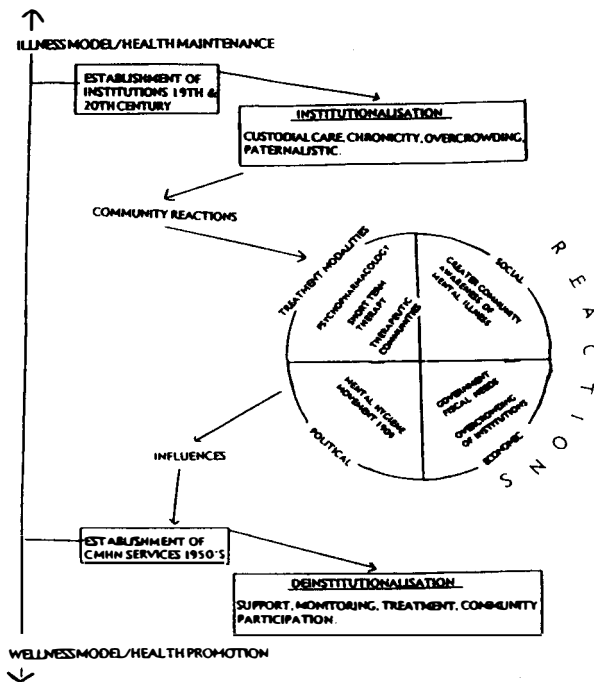 ILLNESS MODEL/HEALTH MAINTENANCE
ESTABLISHMENT OF
INSTITUTIONS 19TH &
20TH CENTURY
INSTITUTIONALISATION
CUSTODIAL CARE, CHRONICITY, OVERCROWDING,
PATERNALISTIC.
COMMUNITY REACTIONS
TREATMENT MODALITIES
PSYCHOPHARMACOLOGY
SHORT TERM
THERAPY
THERAPEUTIC
COMMUNITIES
SOCIAL
GREATER COMMUNITY
AWARENESS OF
MENTAL ILLNESS
REACTIONS
POLITICAL
MENTAL HYGIENE
MOVEMENT 1909
GOVERNMENT
FISCAL NEEDS
OVERCROWDING
OF INSTITUTIONS
ECONOMIC
INFLUENCES
ESTABLISHMENT OF
CMHN SERVICES 1950'S
DEINSTITUTIONALISATION
SUPPORT, MONITORING, TREATMENT, COMMUNITY
PARTICIPATION.
WELLNESS MODEL/HEALTH PROMOTION